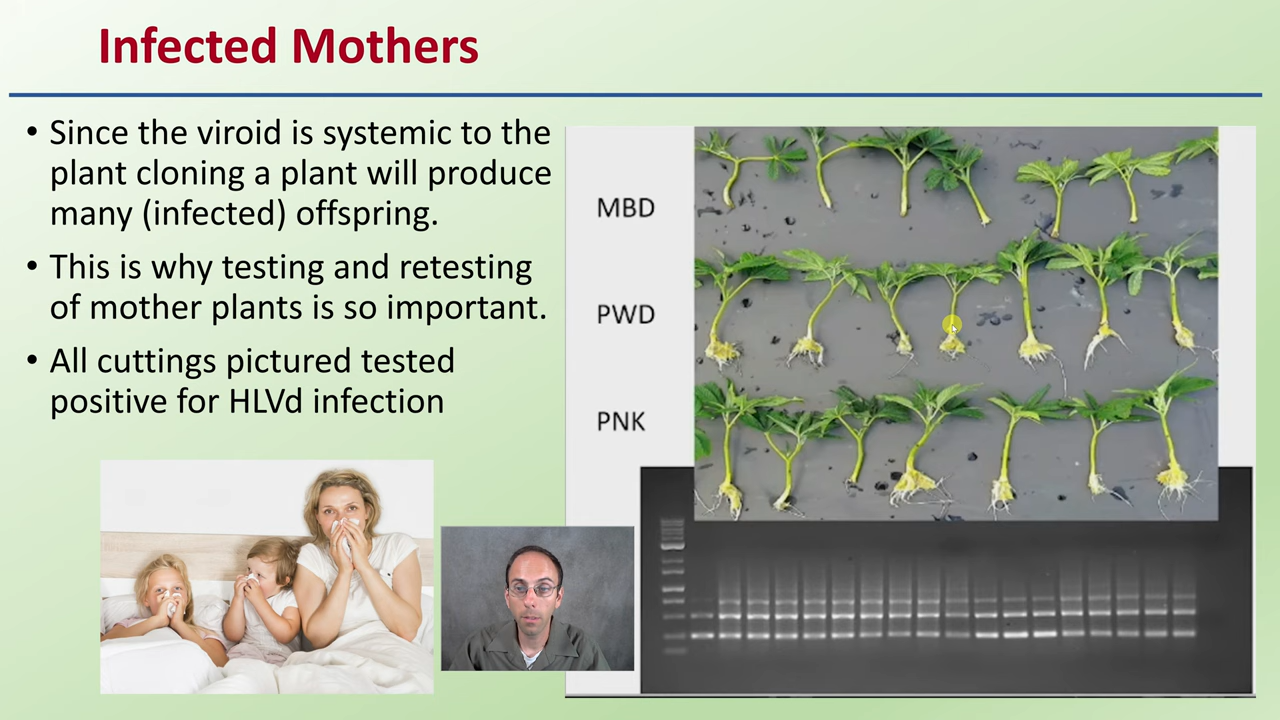 Infected Mothers
• Since the viroid is systemic to the
plant cloning a plant will produce
many (infected) offspring.
• This is why testing and retesting
of mother plants is so important.
• All cuttings pictured tested
positive for HLVd infection
MBD
PWD
PNK